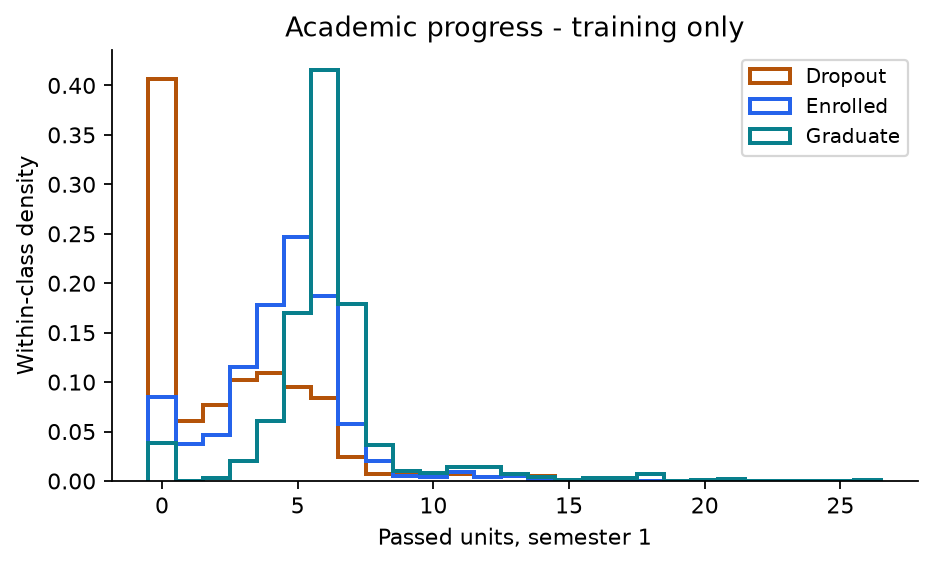 Academic progress - training only
Dropout
Enrolled
Graduate
Within-class density
0.40
0.35
0.30
0.25
0.20
0.15
0.10
0.05
0.00
0 5 10 15 20 25
Passed units, semester 1